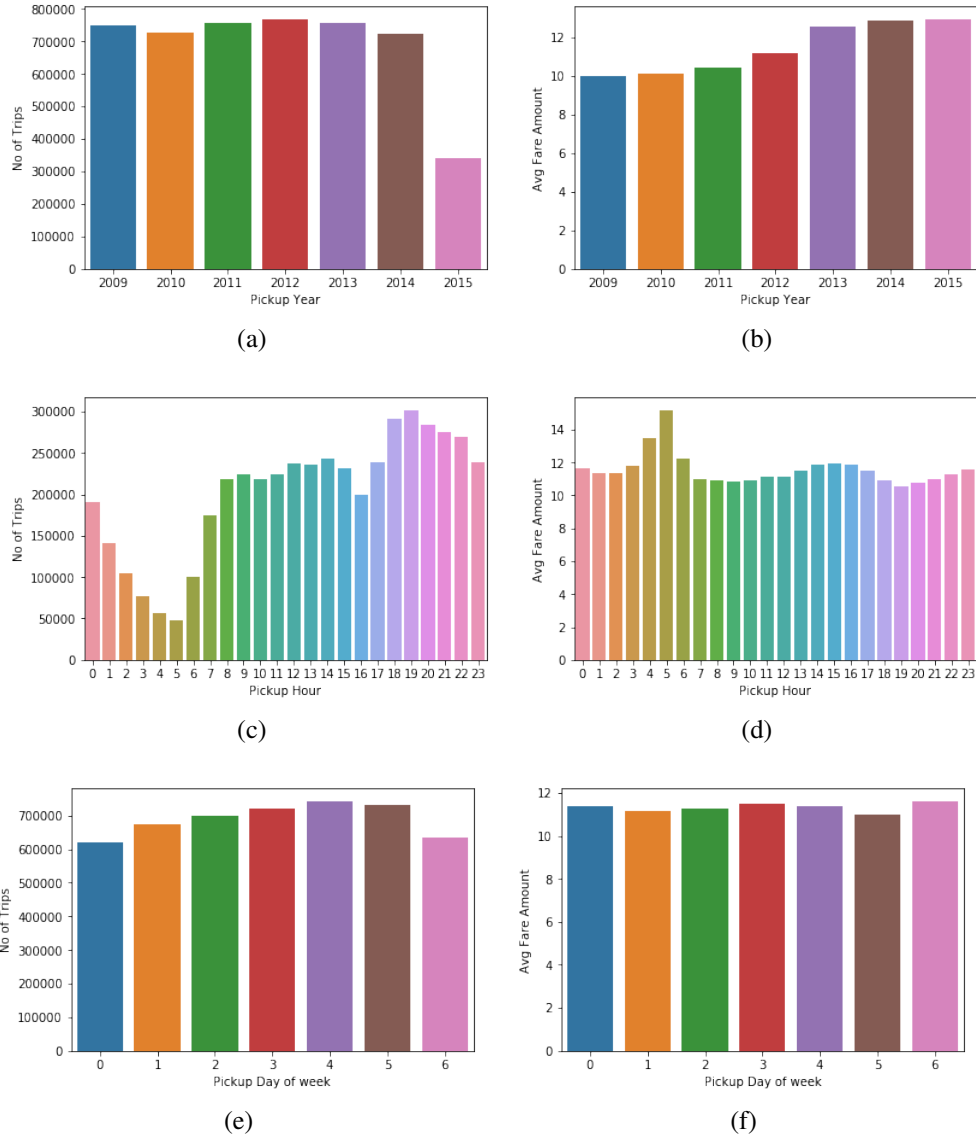 800000
700000
600000
500000
400000
300000
200000
100000
0
No of Trips
2009 2010 2011 2012 2013 2014 2015
Pickup Year
(a)
12
10
8
6
4
2
0
Avg Fare Amount
2009 2010 2011 2012 2013 2014 2015
Pickup Year
(b)
300000
250000
200000
150000
100000
50000
0
No of Trips
0 1 2 3 4 5 6 7 8 9 10 11 12 13 14 15 16 17 18 19 20 21 22 23
Pickup Hour
(c)
14
12
10
8
6
4
2
0
Avg Fare Amount
0 1 2 3 4 5 6 7 8 9 10 11 12 13 14 15 16 17 18 19 20 21 22 23
Pickup Hour
(d)
700000
600000
500000
400000
300000
200000
100000
0
No of Trips
0 1 2 3 4 5 6
Pickup Day of week
(e)
12
10
8
6
4
2
0
Avg Fare Amount
0 1 2 3 4 5 6
Pickup Day of week
(f)